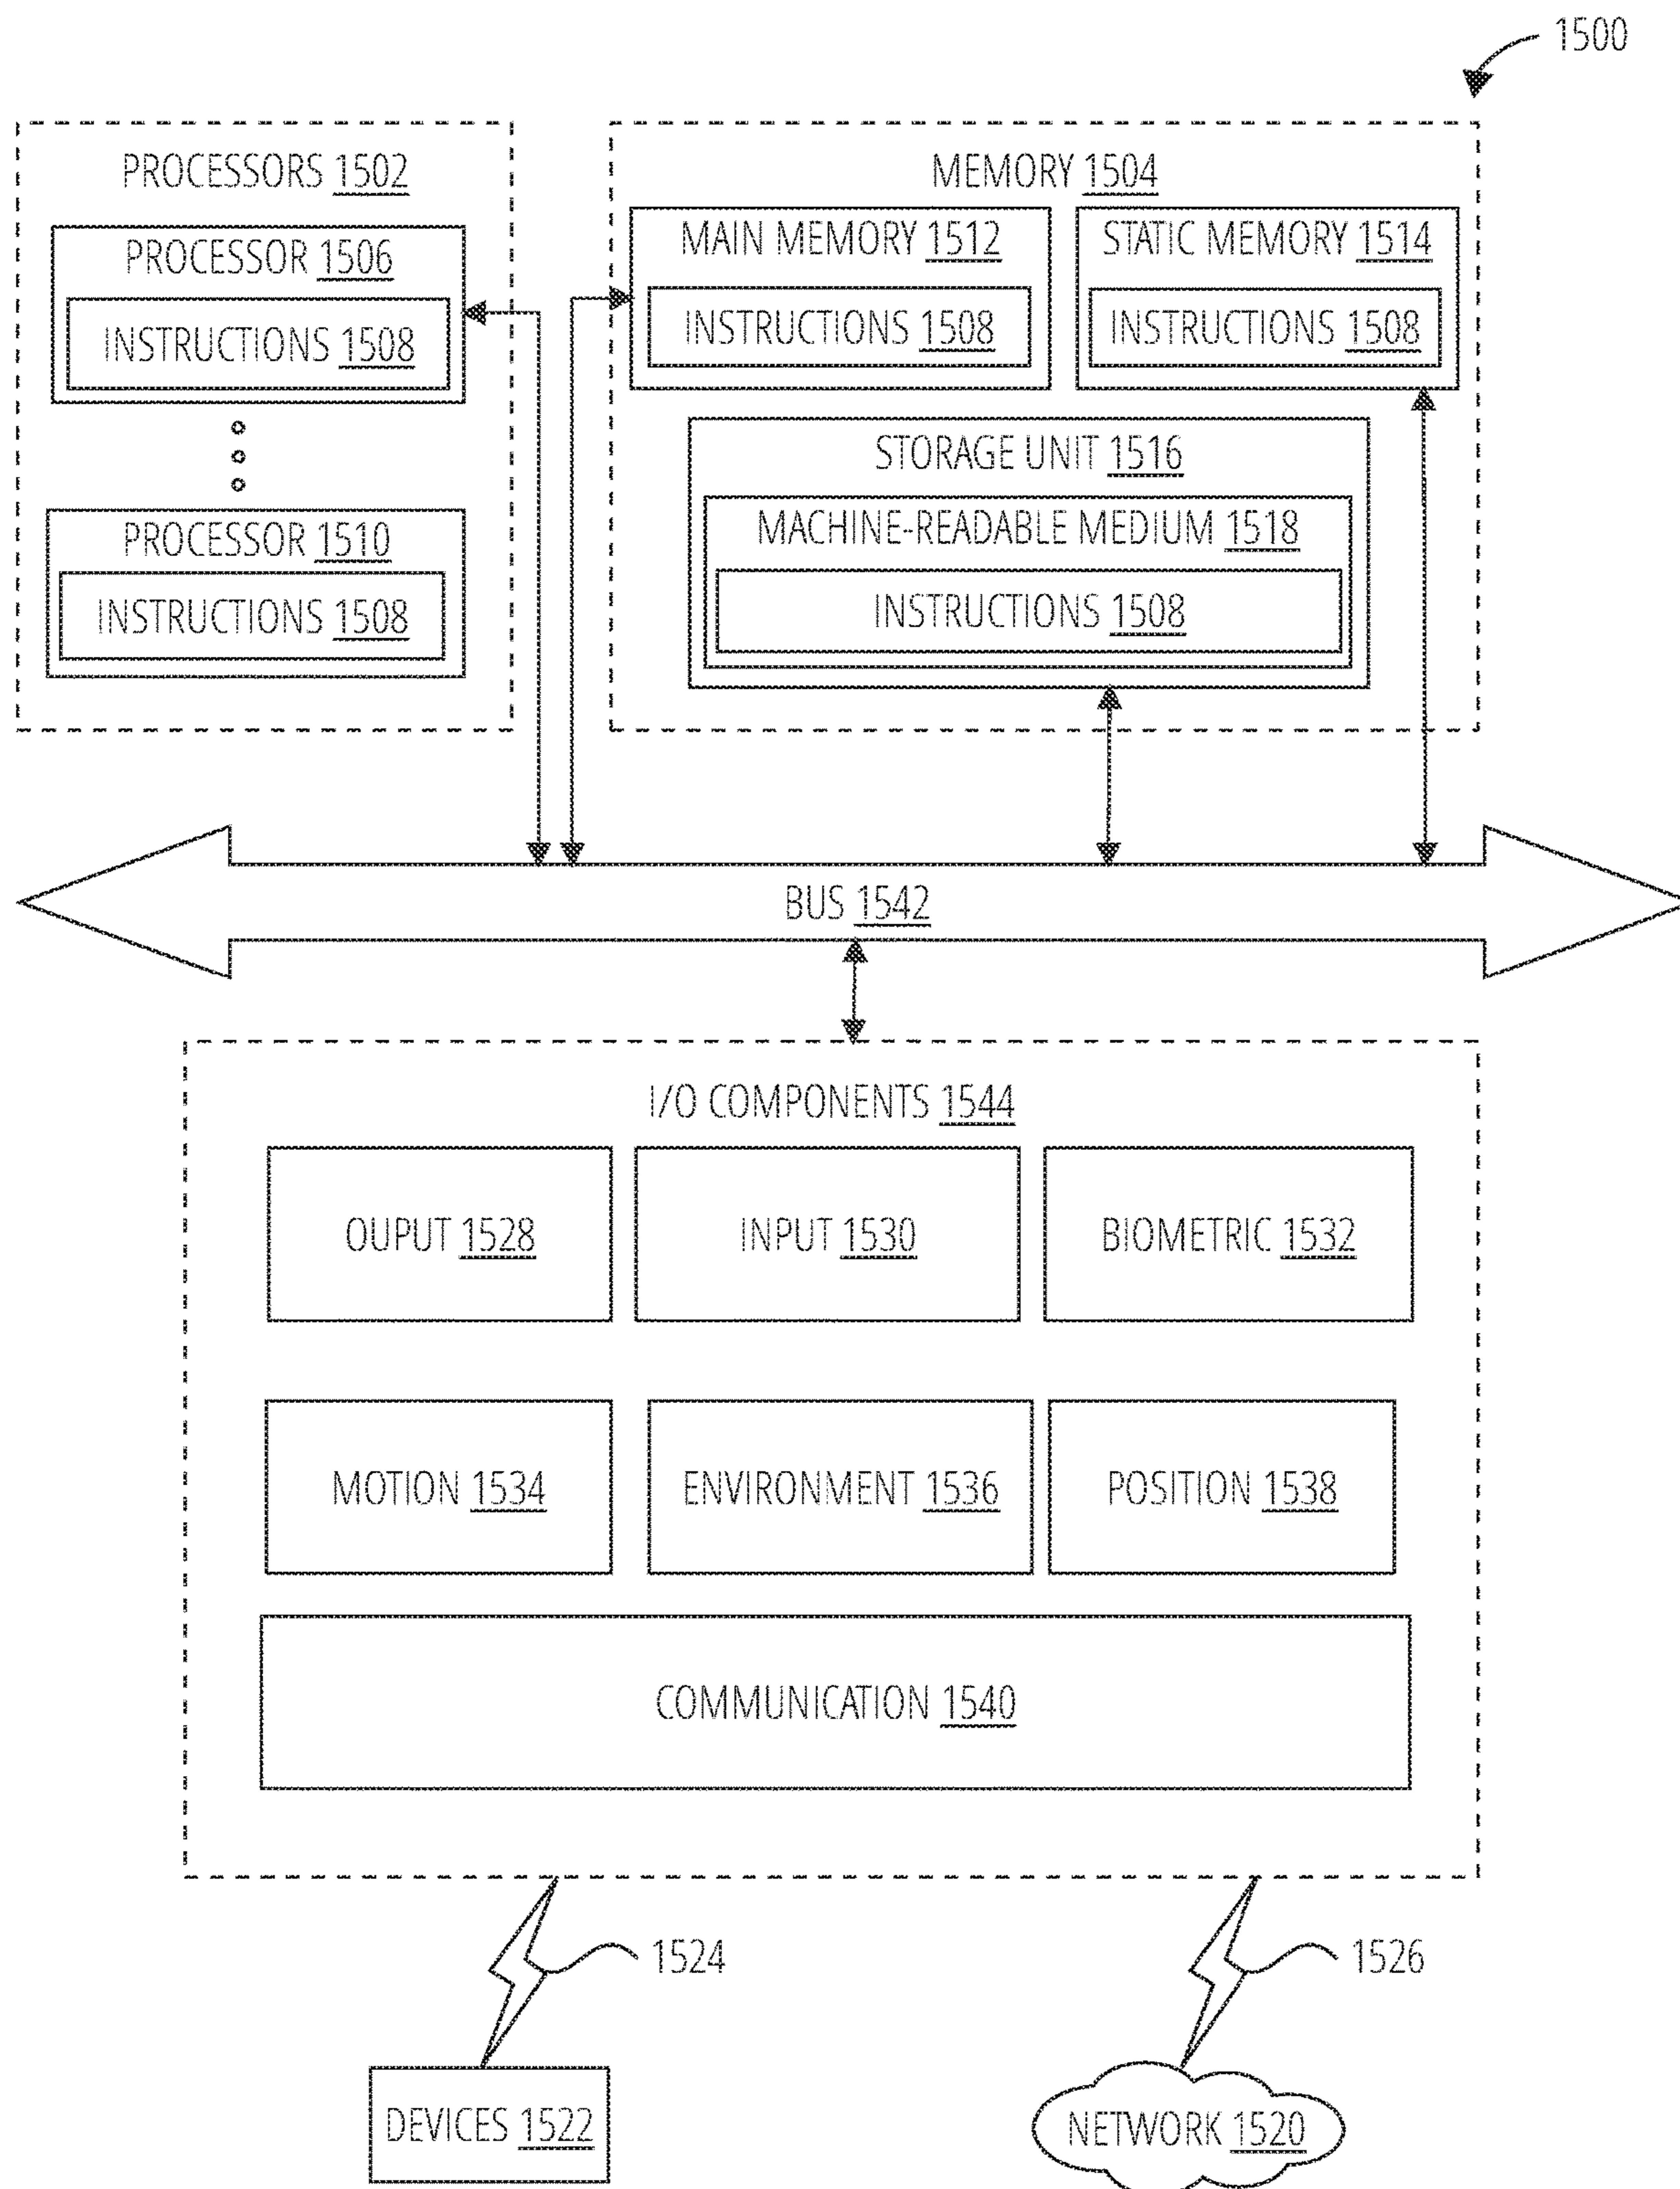 1500
PROCESSORS 1502
PROCESSOR 1506
INSTRUCTIONS 1508
PROCESSOR 1510
INSTRUCTIONS 1508
MEMORY 1504
MAIN MEMORY 1512
INSTRUCTIONS 1508
STATIC MEMORY 1514
INSTRUCTIONS 1508
STORAGE UNIT 1516
MACHINE-READABLE MEDIUM 1518
INSTRUCTIONS 1508
BUS 1542
I/O COMPONENTS 1544
OUPUT 1528
INPUT 1530
BIOMETRIC 1532
MOTION 1534
ENVIRONMENT 1536
POSITION 1538
COMMUNICATION 1540
1524
1526
DEVICES 1522
NETWORK 1520